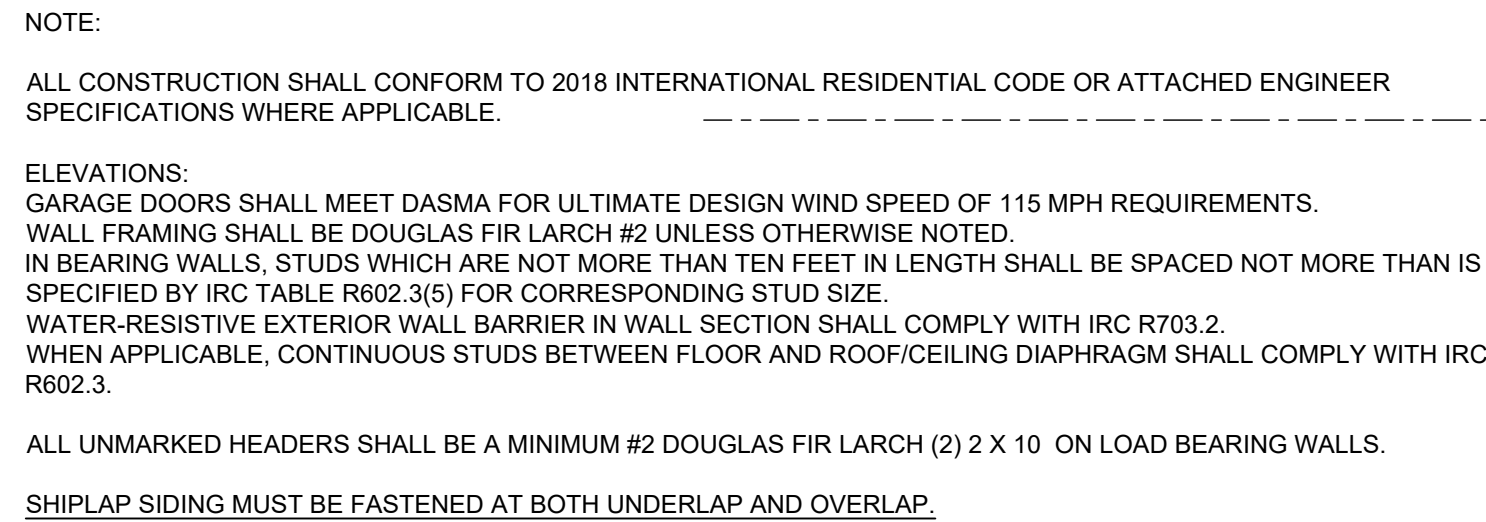 NOTE:
ALL CONSTRUCTION SHALL CONFORM TO 2018 INTERNATIONAL RESIDENTIAL CODE OR ATTACHED ENGINEER
SPECIFICATIONS WHERE APPLICABLE.
ELEVATIONS:
GARAGE DOORS SHALL MEET DASMA FOR ULTIMATE DESIGN WIND SPEED OF 115 MPH REQUIREMENTS.
WALL FRAMING SHALL BE DOUGLAS FIR LARCH #2 UNLESS OTHERWISE NOTED.
IN BEARING WALLS, STUDS WHICH ARE NOT MORE THAN TEN FEET IN LENGTH SHALL BE SPACED NOT MORE THAN IS
SPECIFIED BY IRC TABLE R602.3(5) FOR CORRESPONDING STUD SIZE.
WATER-RESISTIVE EXTERIOR WALL BARRIER IN WALL SECTION SHALL COMPLY WITH IRC R703.2.
WHEN APPLICABLE, CONTINUOUS STUDS BETWEEN FLOOR AND ROOF/CEILING DIAPHRAGM SHALL COMPLY WITH IRC
R602.3.
ALL UNMARKED HEADERS SHALL BE A MINIMUM #2 DOUGLAS FIR LARCH (2) 2 X 10  ON LOAD BEARING WALLS.
SHIPLAP SIDING MUST BE FASTENED AT BOTH UNDERLAP AND OVERLAP.